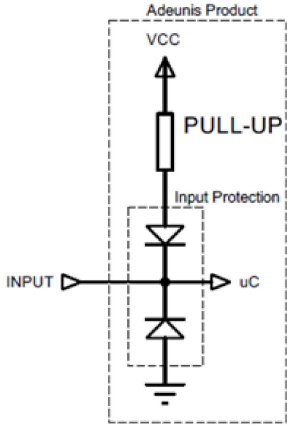 Adeunis Product
VCC
PULL-UP
Input Protection
INPUT
uC